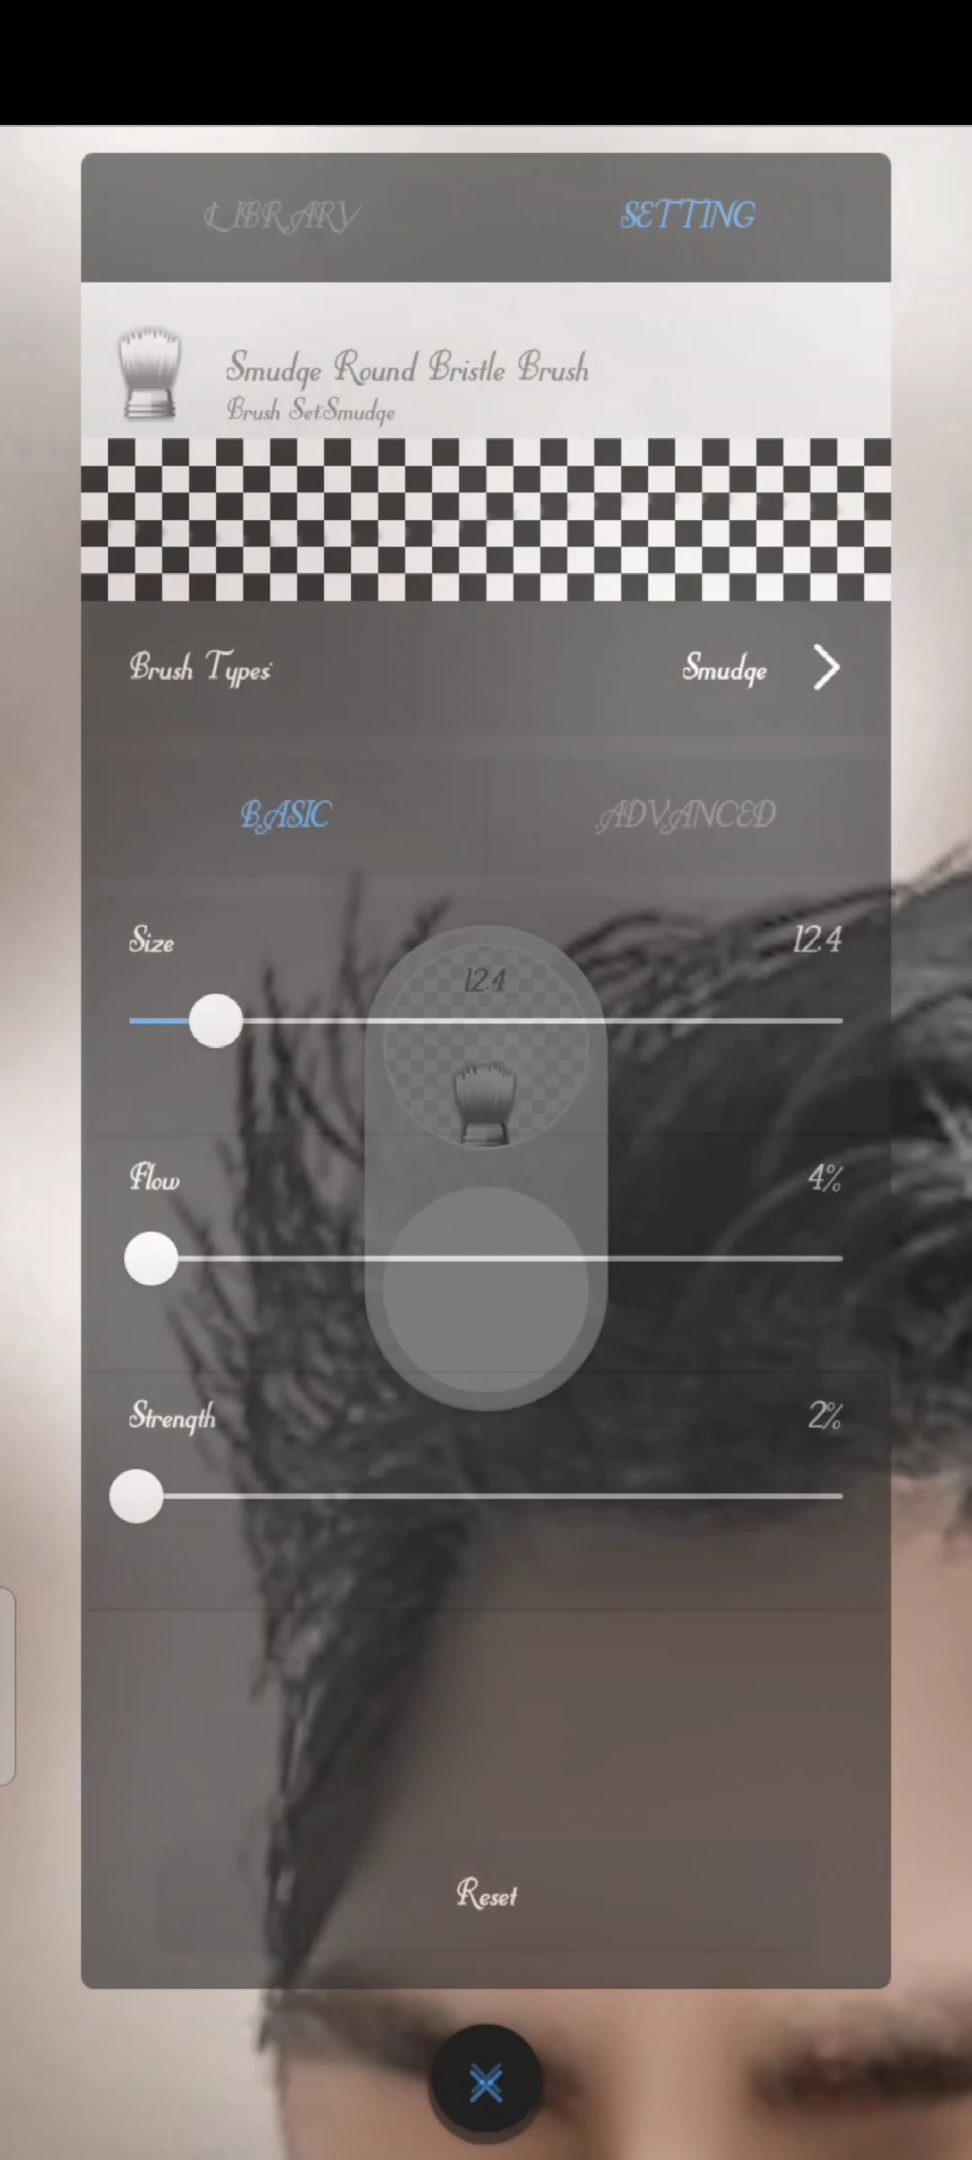 LIBRARY SETTING
Smudge Round Bristle Brush
Brush Set:Smudge
Brush Types: Smudge
BASIC ADVANCED
Size 12.4
12.4
Flow 4%
Strength 2%
Reset